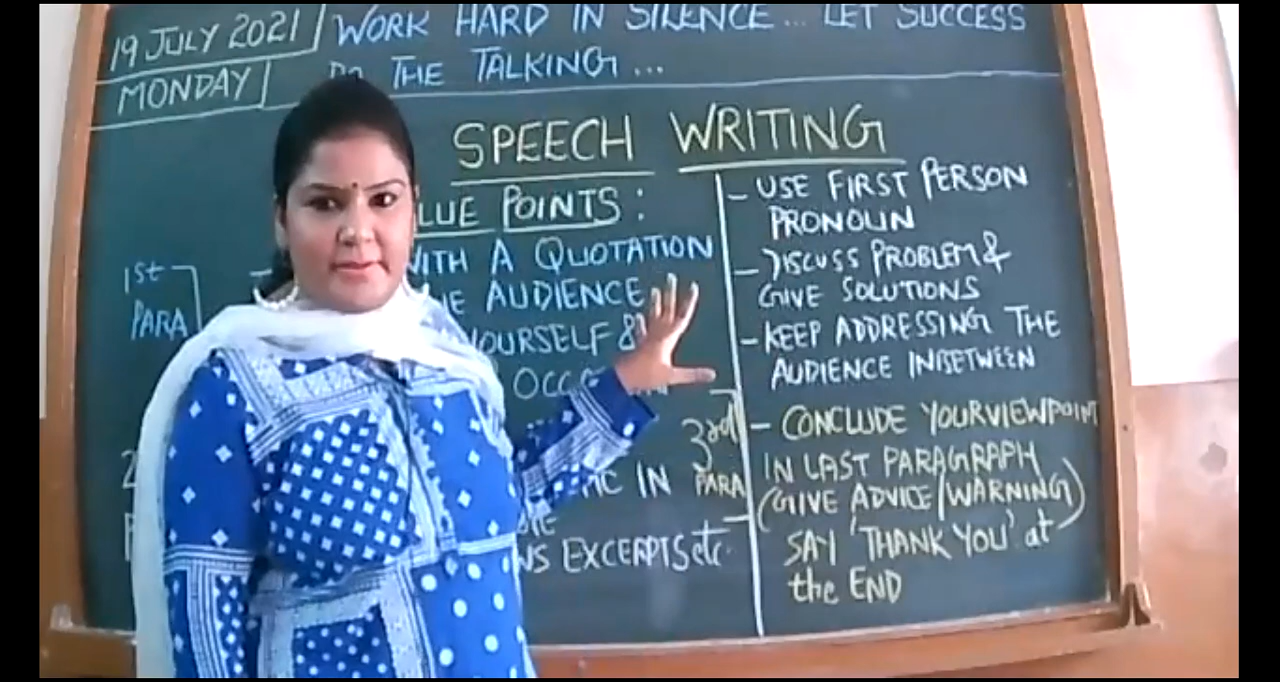 19 JULY 2021
MONDAY
WORK HARD IN SILENCE... LET SUCCESS
THE TALKING...
SPEECH WRITING
POINTS:
1st
PARA
WITH A QUOTATION
AUDIENCE
YOURSELF &
IN
EXCERPTS etc.
- USE FIRST PERSON
PRONOUN
- DISCUSS PROBLEM &
GIVE SOLUTIONS
- KEEP ADDRESSING THE
AUDIENCE INBETWEEN
3rd
PARA
- CONCLUDE YOUR VIEWPOINT
IN LAST PARAGRAPH
(GIVE ADVICE/WARNING)
SAY 'THANK YOU' at
the END